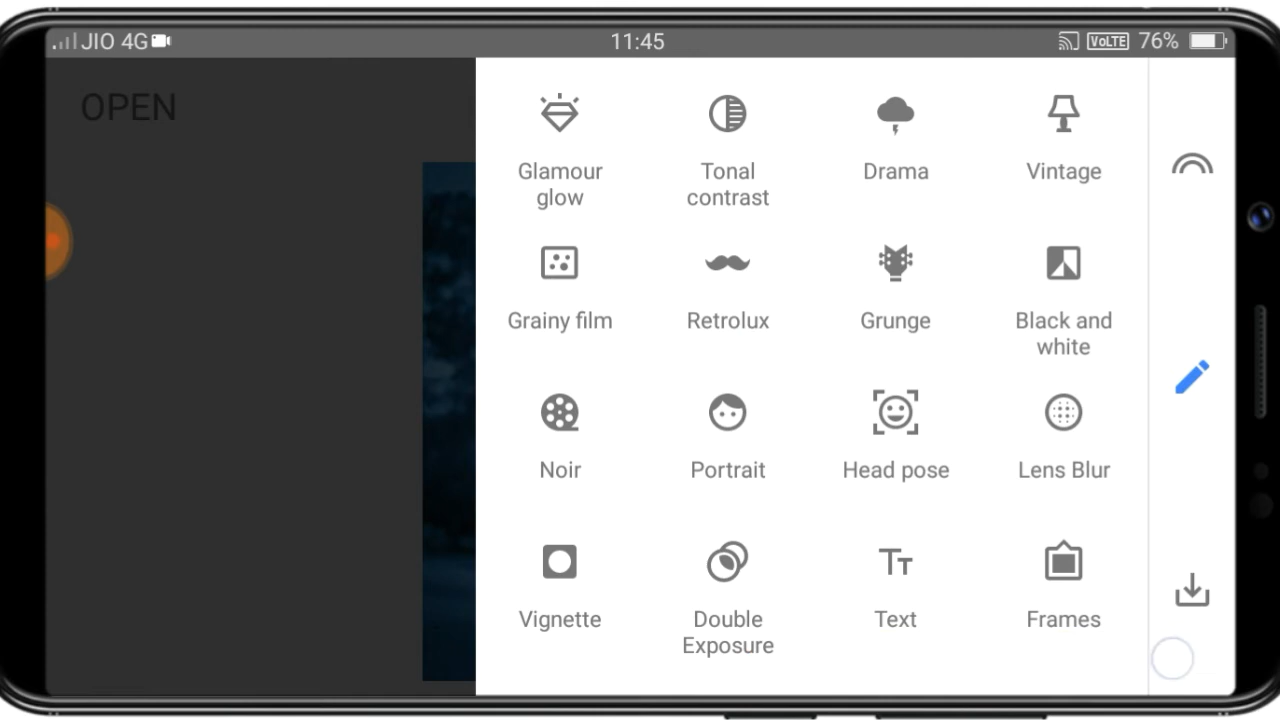 JIO 4G 11:45 VoLTE 76%
OPEN
Glamour
glow
Tonal
contrast
Drama
Vintage
Grainy film
Retrolux
Grunge
Black and
white
Noir
Portrait
Head pose
Lens Blur
Vignette
Double
Exposure
Text
Frames